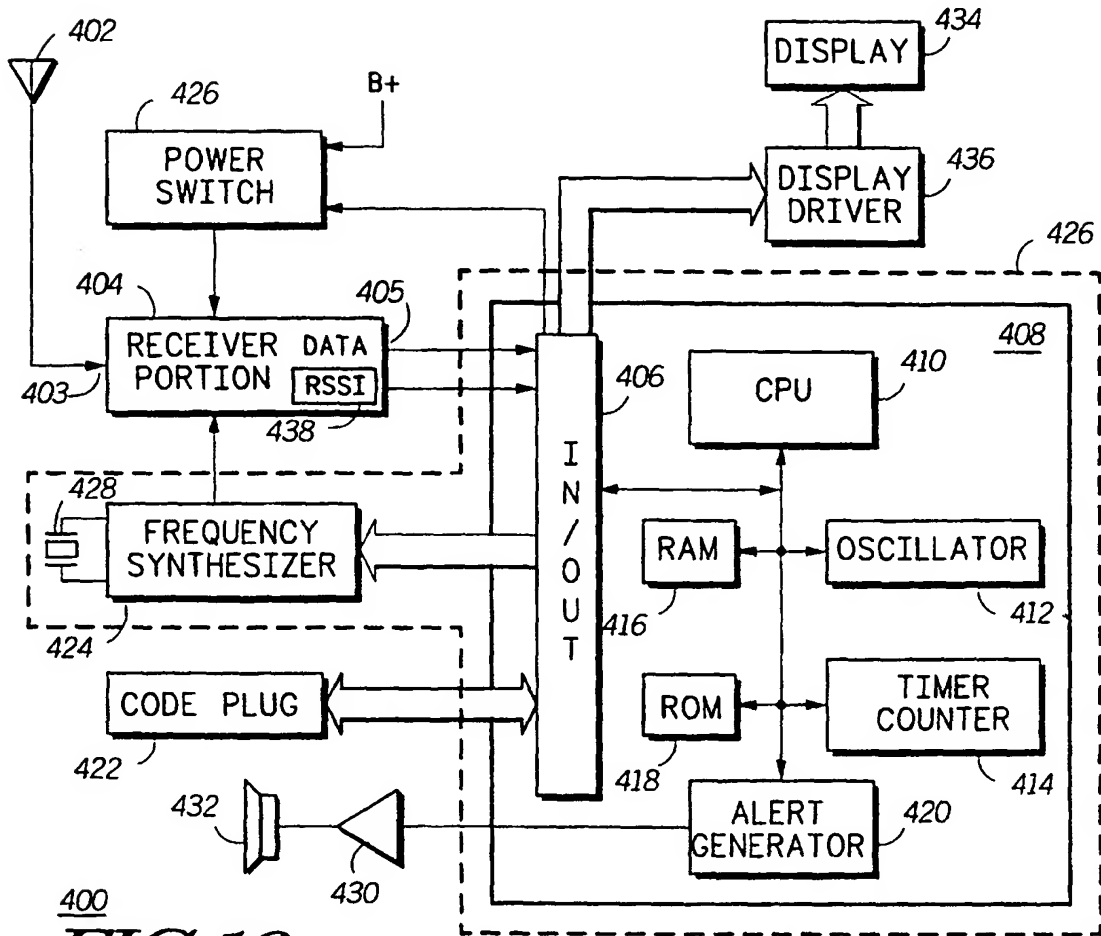 402
B+
426
POWER
SWITCH
DISPLAY
434
DISPLAY
DRIVER
436
426
404
405
RECEIVER DATA
PORTION
RSSI
403
438
406
408
CPU
410
IN/OUT
428
FREQUENCY
SYNTHESIZER
424
RAM
416
OSCILLATOR
412
CODE PLUG
422
ROM
418
TIMER
COUNTER
414
432
430
ALERT
GENERATOR
420
400